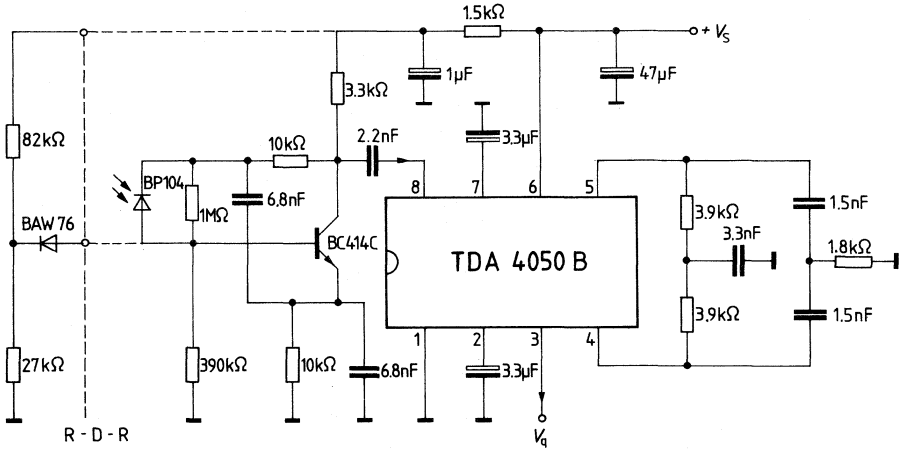 1.5kΩ
+ Vs
1µF
47µF
3.3kΩ
82kΩ
10kΩ
2.2nF
3.3µF
8
7
6
5
BP104
1MΩ
6.8nF
3.9kΩ
1.5nF
BAW 76
BC414C
3.3nF
1.8kΩ
TDA 4050 B
3.9kΩ
1.5nF
1
2
3
4
27kΩ
390kΩ
10kΩ
6.8nF
3.3µF
R - D - R
Vq